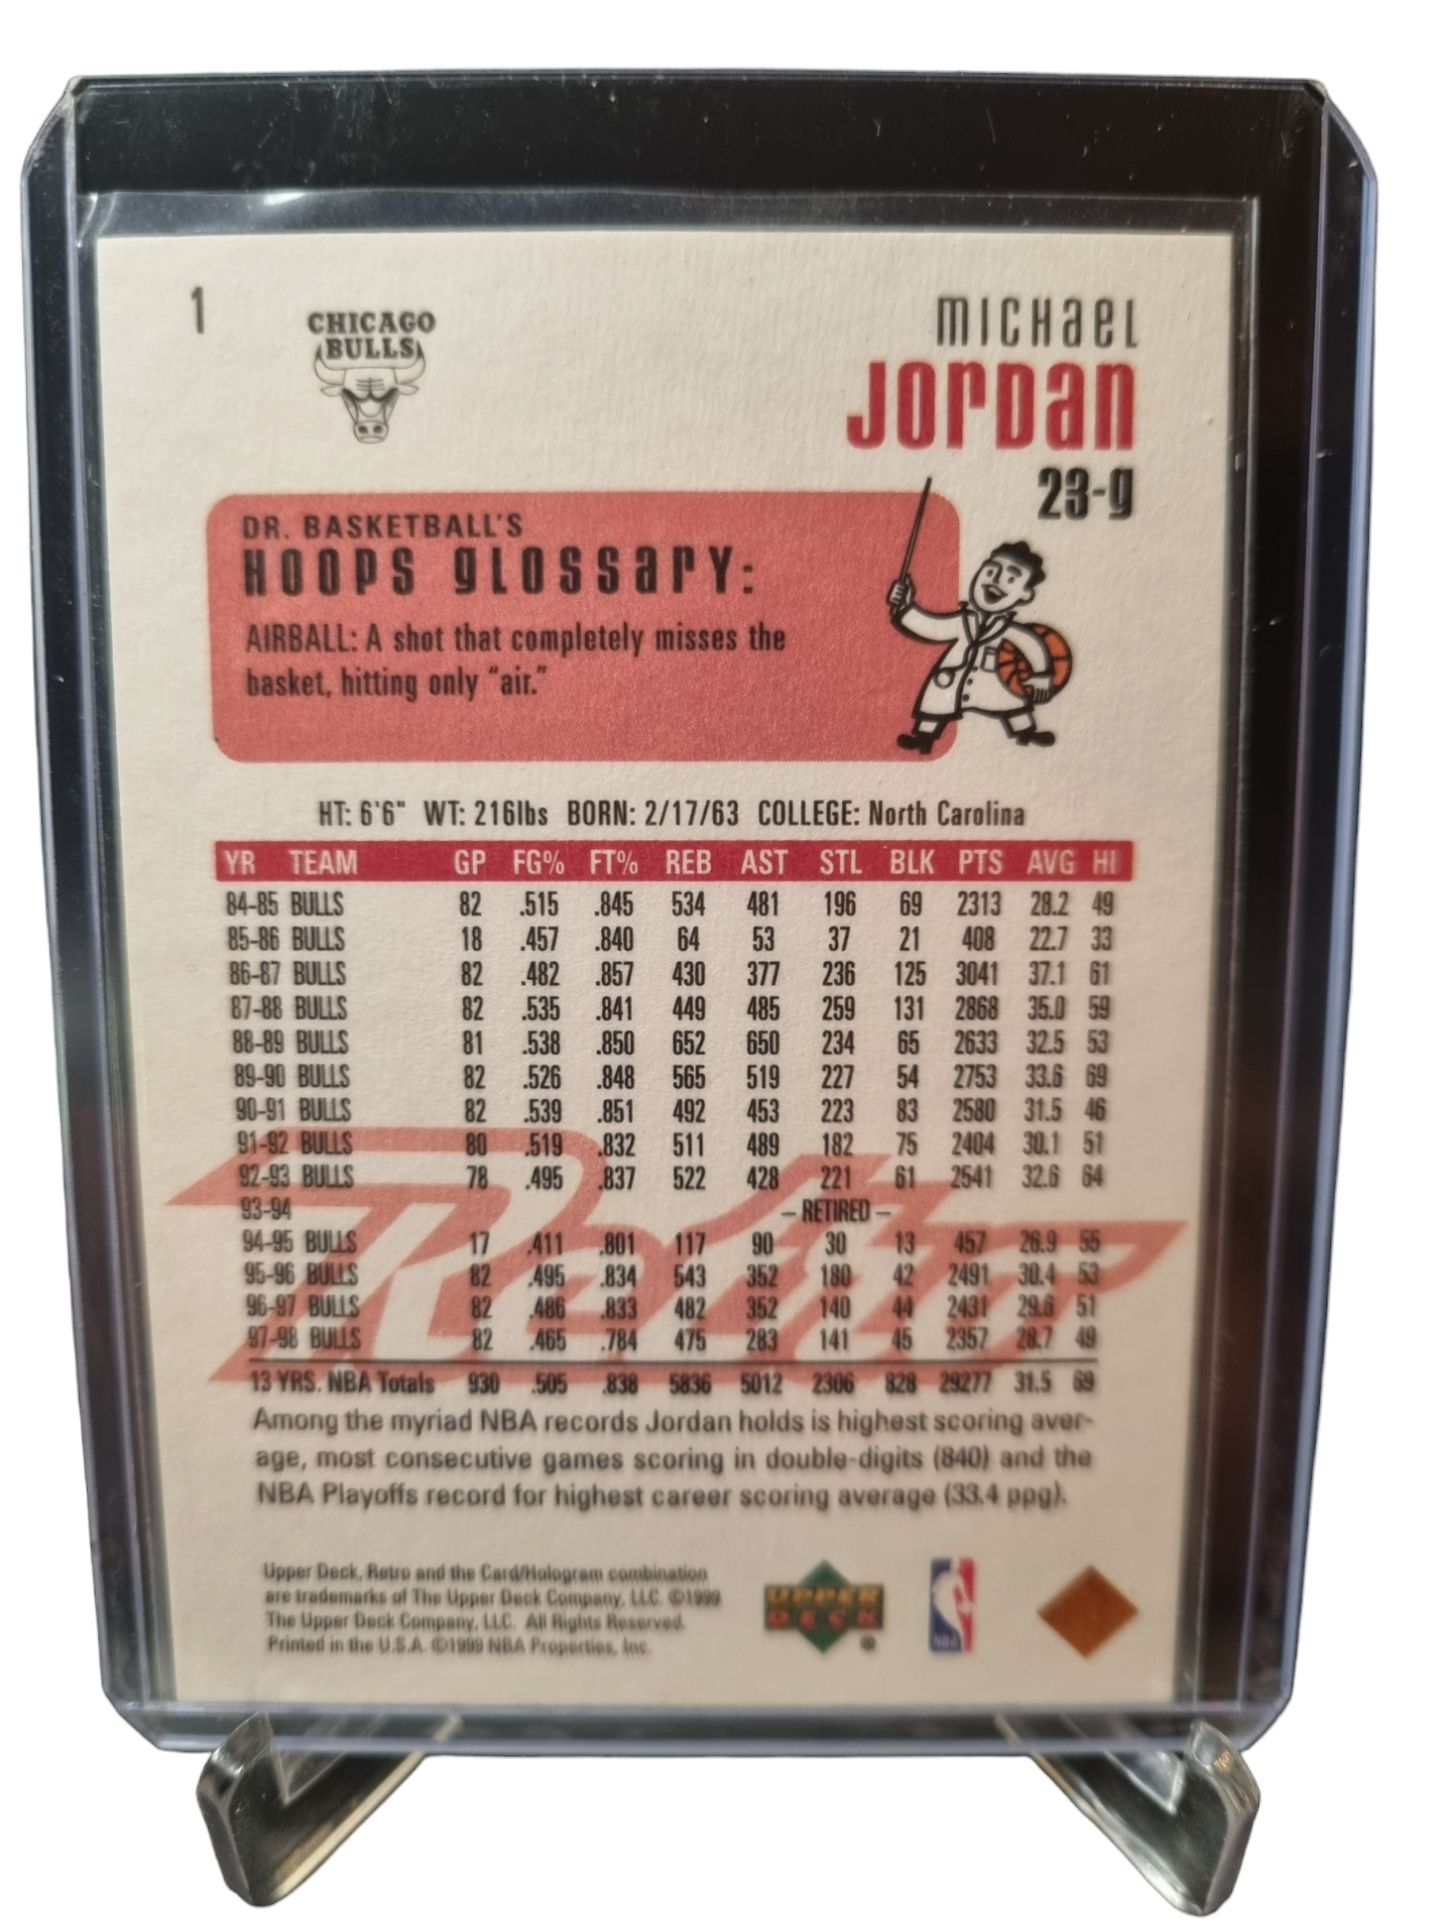 1
CHICAGO
BULLS
MICHAEL
JORDAN
23-G
DR. BASKETBALL'S
HOOPS GLOSSARY:
AIRBALL: A shot that completely misses the
basket, hitting only "air."
HT: 6'6" WT: 216lbs BORN: 2/17/63 COLLEGE: North Carolina
YR TEAM GP FG% FT% REB AST STL BLK PTS AVG HI
84-85 BULLS 82 .515 .845 534 481 196 69 2313 28.2 49
85-86 BULLS 18 .457 .840 64 53 37 21 408 22.7 33
86-87 BULLS 82 .482 .857 430 377 236 125 3041 37.1 61
87-88 BULLS 82 .535 .841 449 485 259 131 2868 35.0 59
88-89 BULLS 81 .538 .850 652 650 234 65 2633 32.5 53
89-90 BULLS 82 .526 .848 565 519 227 54 2753 33.6 69
90-91 BULLS 82 .539 .851 492 453 223 83 2580 31.5 46
91-92 BULLS 80 .519 .832 511 489 182 75 2404 30.1 51
92-93 BULLS 78 .495 .837 522 428 221 61 2541 32.6 64
93-94 – RETIRED –
94-95 BULLS 17 .411 .801 117 90 30 13 457 26.9 55
95-96 BULLS 82 .495 .834 543 352 180 42 2491 30.4 53
96-97 BULLS 82 .486 .833 482 352 140 44 2431 29.6 51
97-98 BULLS 82 .465 .784 475 283 141 45 2357 28.7 49
13 YRS. NBA Totals 930 .505 .838 5836 5012 2306 828 29277 31.5 69
Retro
Among the myriad NBA records Jordan holds is highest scoring aver-
age, most consecutive games scoring in double-digits (840) and the
NBA Playoffs record for highest career scoring average (33.4 ppg).
Upper Deck, Retro and the Card/Hologram combination
are trademarks of The Upper Deck Company, LLC. ©1999
The Upper Deck Company, LLC. All Rights Reserved.
Printed in the U.S.A. ©1999 NBA Properties, Inc.
UPPER
DECK
®
NBA